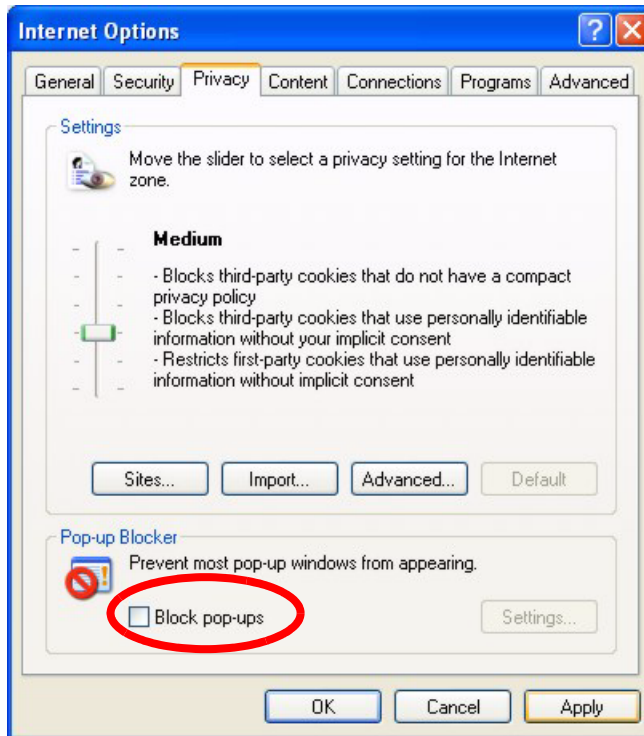 Internet Options
General Security Privacy Content Connections Programs Advanced
Settings
Move the slider to select a privacy setting for the Internet
zone.
Medium
- Blocks third-party cookies that do not have a compact
privacy policy
- Blocks third-party cookies that use personally identifiable
information without your implicit consent
- Restricts first-party cookies that use personally identifiable
information without implicit consent
Sites... Import... Advanced... Default
Pop-up Blocker
Prevent most pop-up windows from appearing.
Block pop-ups Settings...
OK Cancel Apply